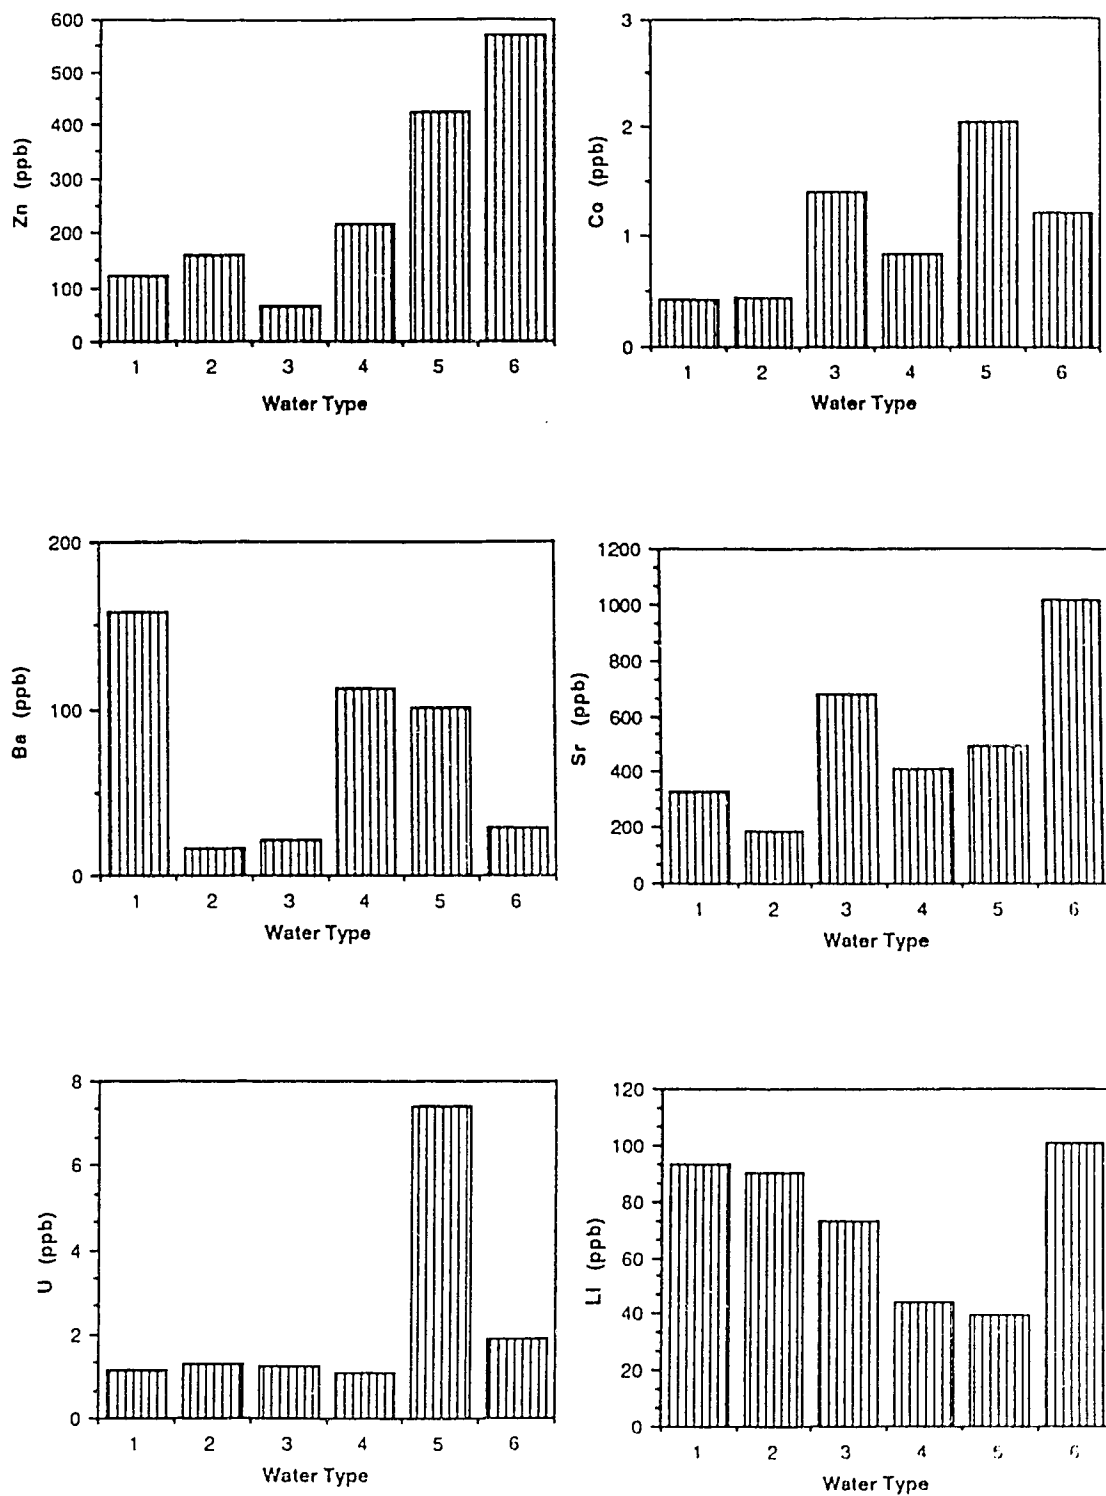 600
500
400
300
200
100
0
Zn (ppb)
1 2 3 4 5 6
Water Type
3
2
1
0
Co (ppb)
1 2 3 4 5 6
Water Type
200
100
0
Ba (ppb)
1 2 3 4 5 6
Water Type
1200
1000
800
600
400
200
0
Sr (ppb)
1 2 3 4 5 6
Water Type
8
6
4
2
0
U (ppb)
1 2 3 4 5 6
Water Type
120
100
80
60
40
20
0
LI (ppb)
1 2 3 4 5 6
Water Type